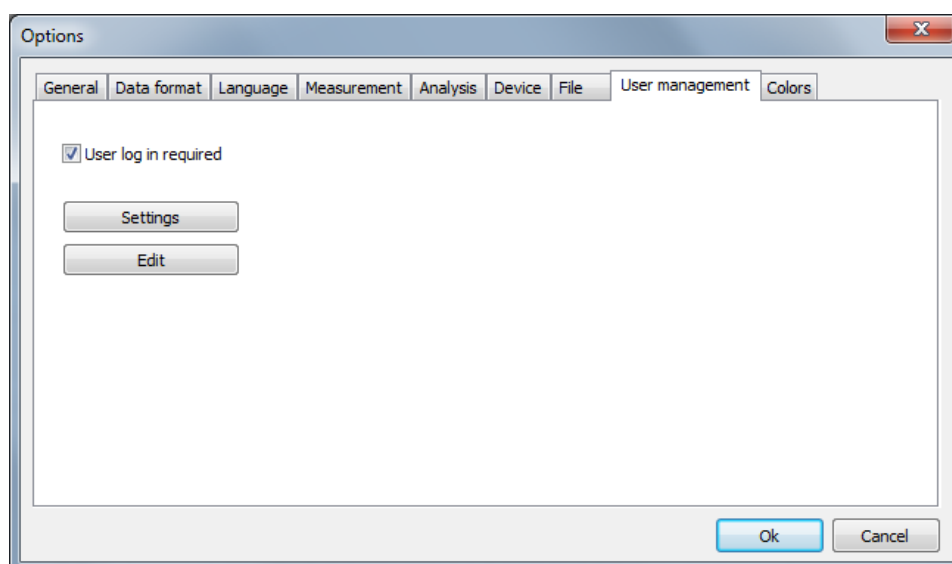 Options
General Data format Language Measurement Analysis Device File User management Colors
User log in required
Settings
Edit
Ok Cancel